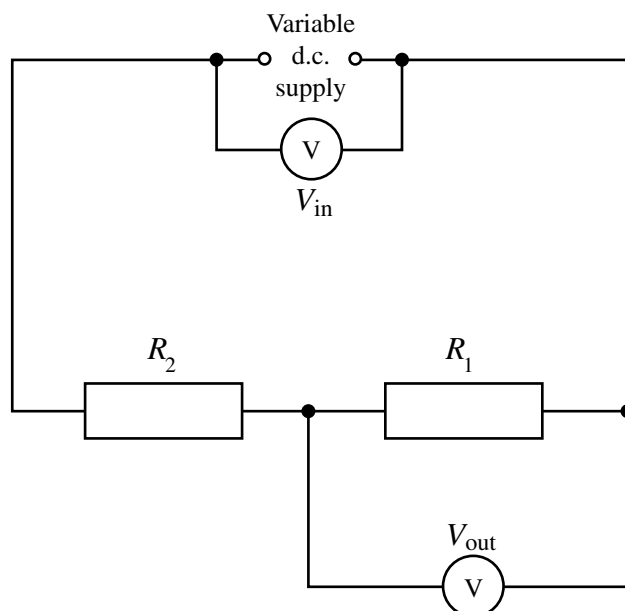 Variable
d.c.
supply
V
V_in
R_2
R_1
V_out
V